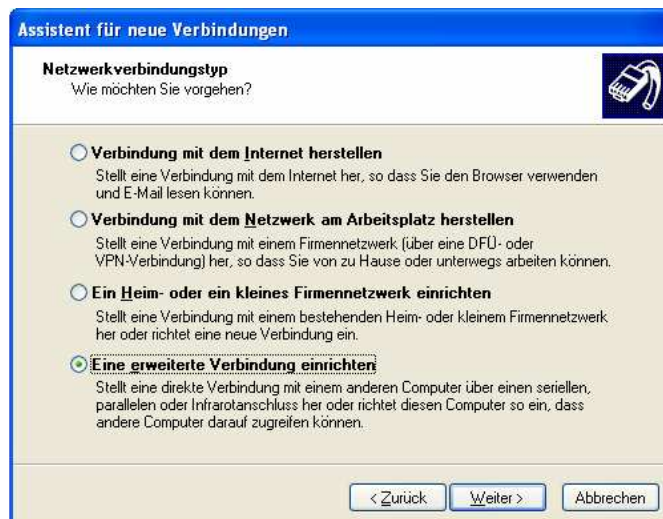 Assistent für neue Verbindungen
Netzwerkverbindungstyp
Wie möchten Sie vorgehen?
Verbindung mit dem Internet herstellen
Stellt eine Verbindung mit dem Internet her, so dass Sie den Browser verwenden
und E-Mail lesen können.
Verbindung mit dem Netzwerk am Arbeitsplatz herstellen
Stellt eine Verbindung mit einem Firmennetzwerk (über eine DFÜ- oder
VPN-Verbindung) her, so dass Sie von zu Hause oder unterwegs arbeiten können.
Ein Heim- oder ein kleines Firmennetzwerk einrichten
Stellt eine Verbindung mit einem bestehenden Heim- oder kleinem Firmennetzwerk
her oder richtet eine neue Verbindung ein.
Eine erweiterte Verbindung einrichten
Stellt eine direkte Verbindung mit einem anderen Computer über einen seriellen,
parallelen oder Infrarotanschluss her oder richtet diesen Computer so ein, dass
andere Computer darauf zugreifen können.
< Zurück Weiter > Abbrechen